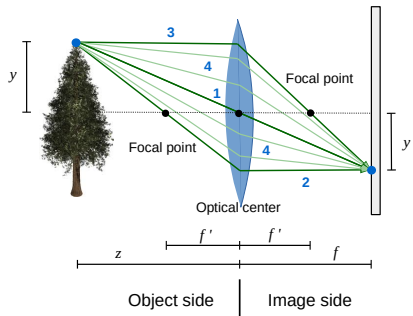 3
4
y
1
Focal point
Focal point
4
y
2
Optical center
f '
f '
z
f
Object side
Image side